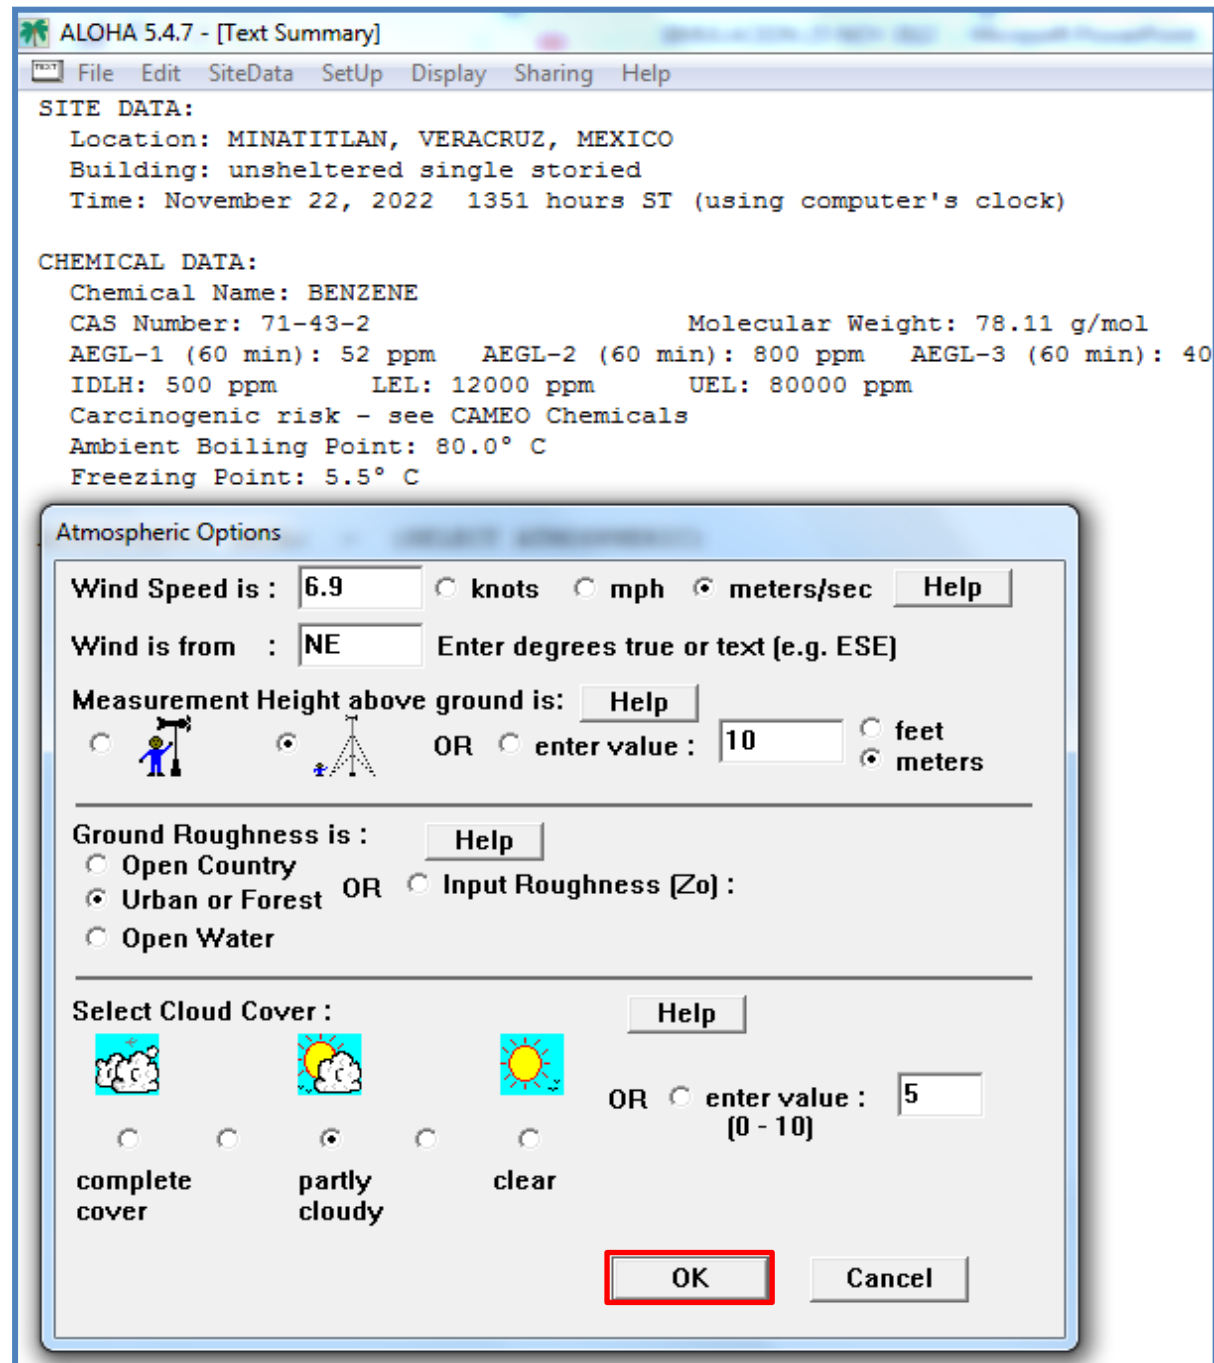 ALOHA 5.4.7 - [Text Summary]
TEXT File Edit SiteData SetUp Display Sharing Help
SITE DATA:
Location: MINATITLAN, VERACRUZ, MEXICO
Building: unsheltered single storied
Time: November 22, 2022 1351 hours ST (using computer's clock)
CHEMICAL DATA:
Chemical Name: BENZENE
CAS Number: 71-43-2 Molecular Weight: 78.11 g/mol
AEGL-1 (60 min): 52 ppm AEGL-2 (60 min): 800 ppm AEGL-3 (60 min): 40
IDLH: 500 ppm LEL: 12000 ppm UEL: 80000 ppm
Carcinogenic risk - see CAMEO Chemicals
Ambient Boiling Point: 80.0° C
Freezing Point: 5.5° C
Atmospheric Options
Wind Speed is : 6.9 knots mph meters/sec Help
Wind is from : NE Enter degrees true or text (e.g. ESE)
Measurement Height above ground is: Help
OR enter value : 10 feet
meters
Ground Roughness is : Help
Open Country
Urban or Forest OR Input Roughness (Zo) :
Open Water
Select Cloud Cover : Help
OR enter value : 5
(0 - 10)
complete partly clear
cover cloudy
OK Cancel